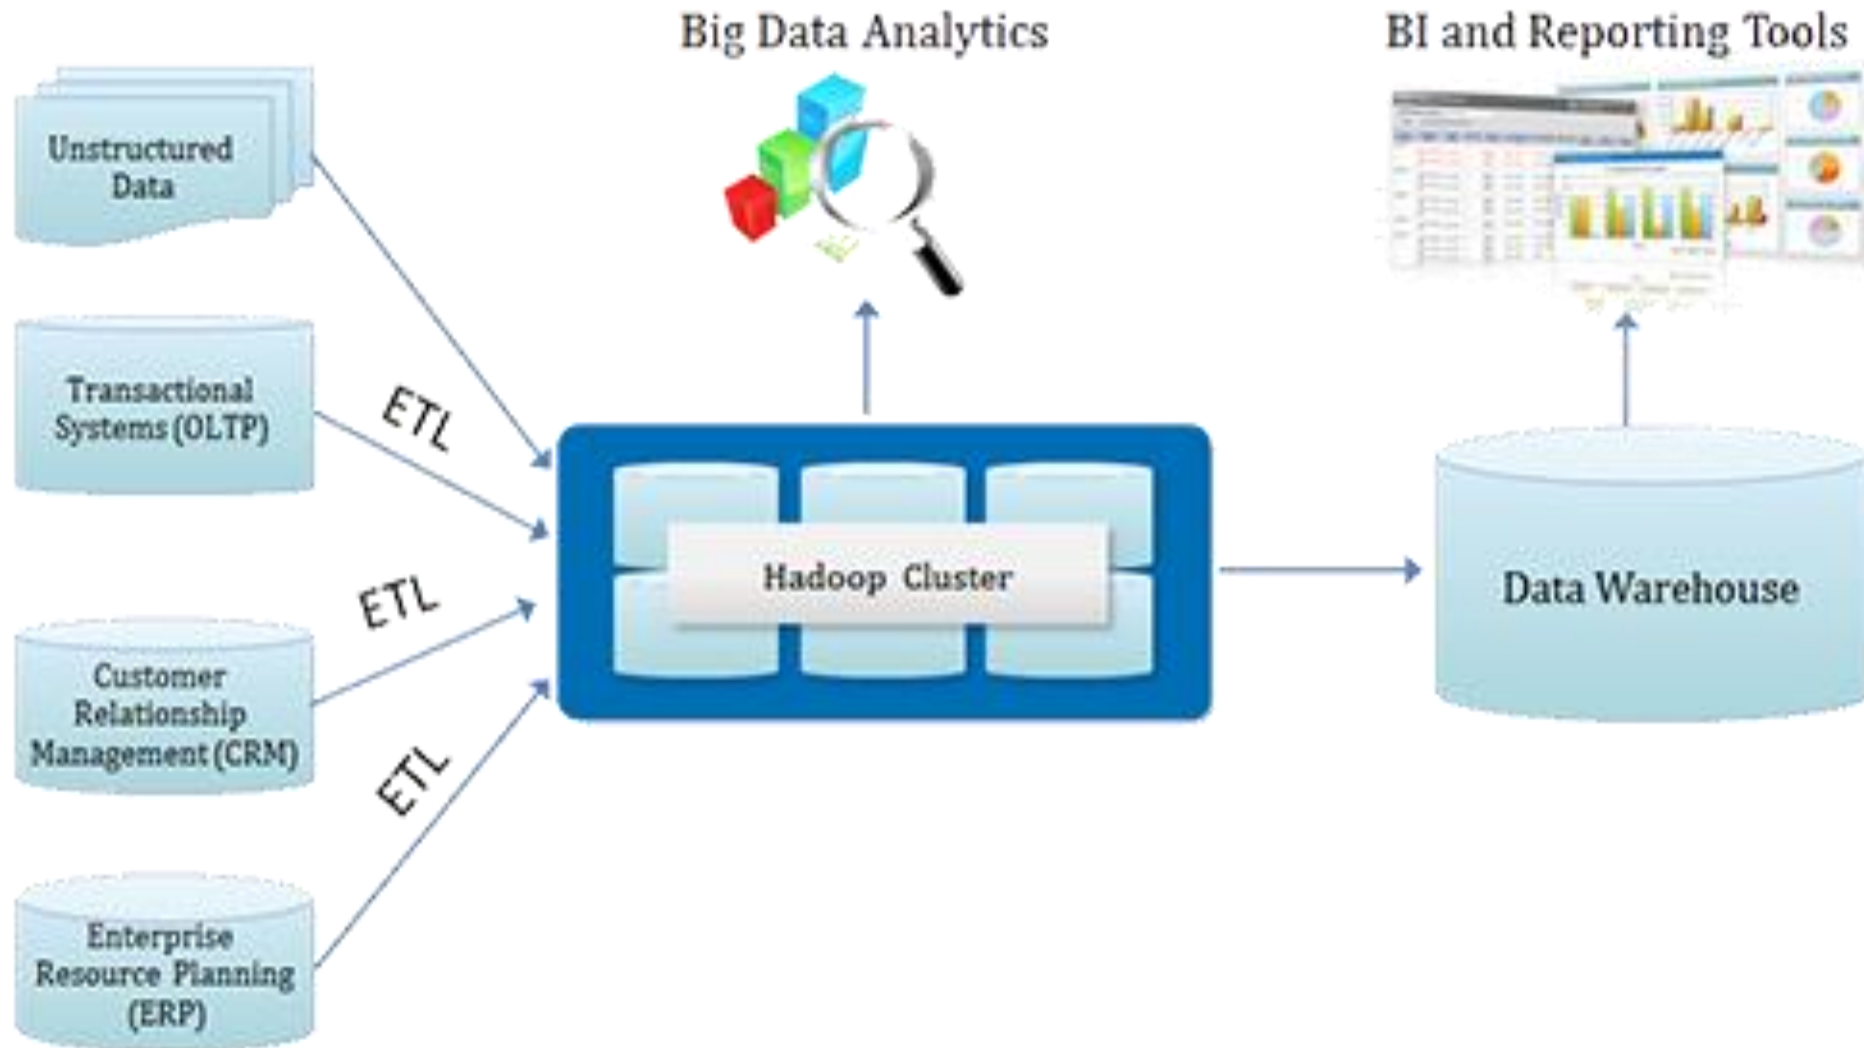 Big Data Analytics
BI and Reporting Tools
Unstructured
Data
Transactional
Systems (OLTP)
ETL
Customer
Relationship
Management (CRM)
ETL
Enterprise
Resource Planning
(ERP)
ETL
Hadoop Cluster
Data Warehouse